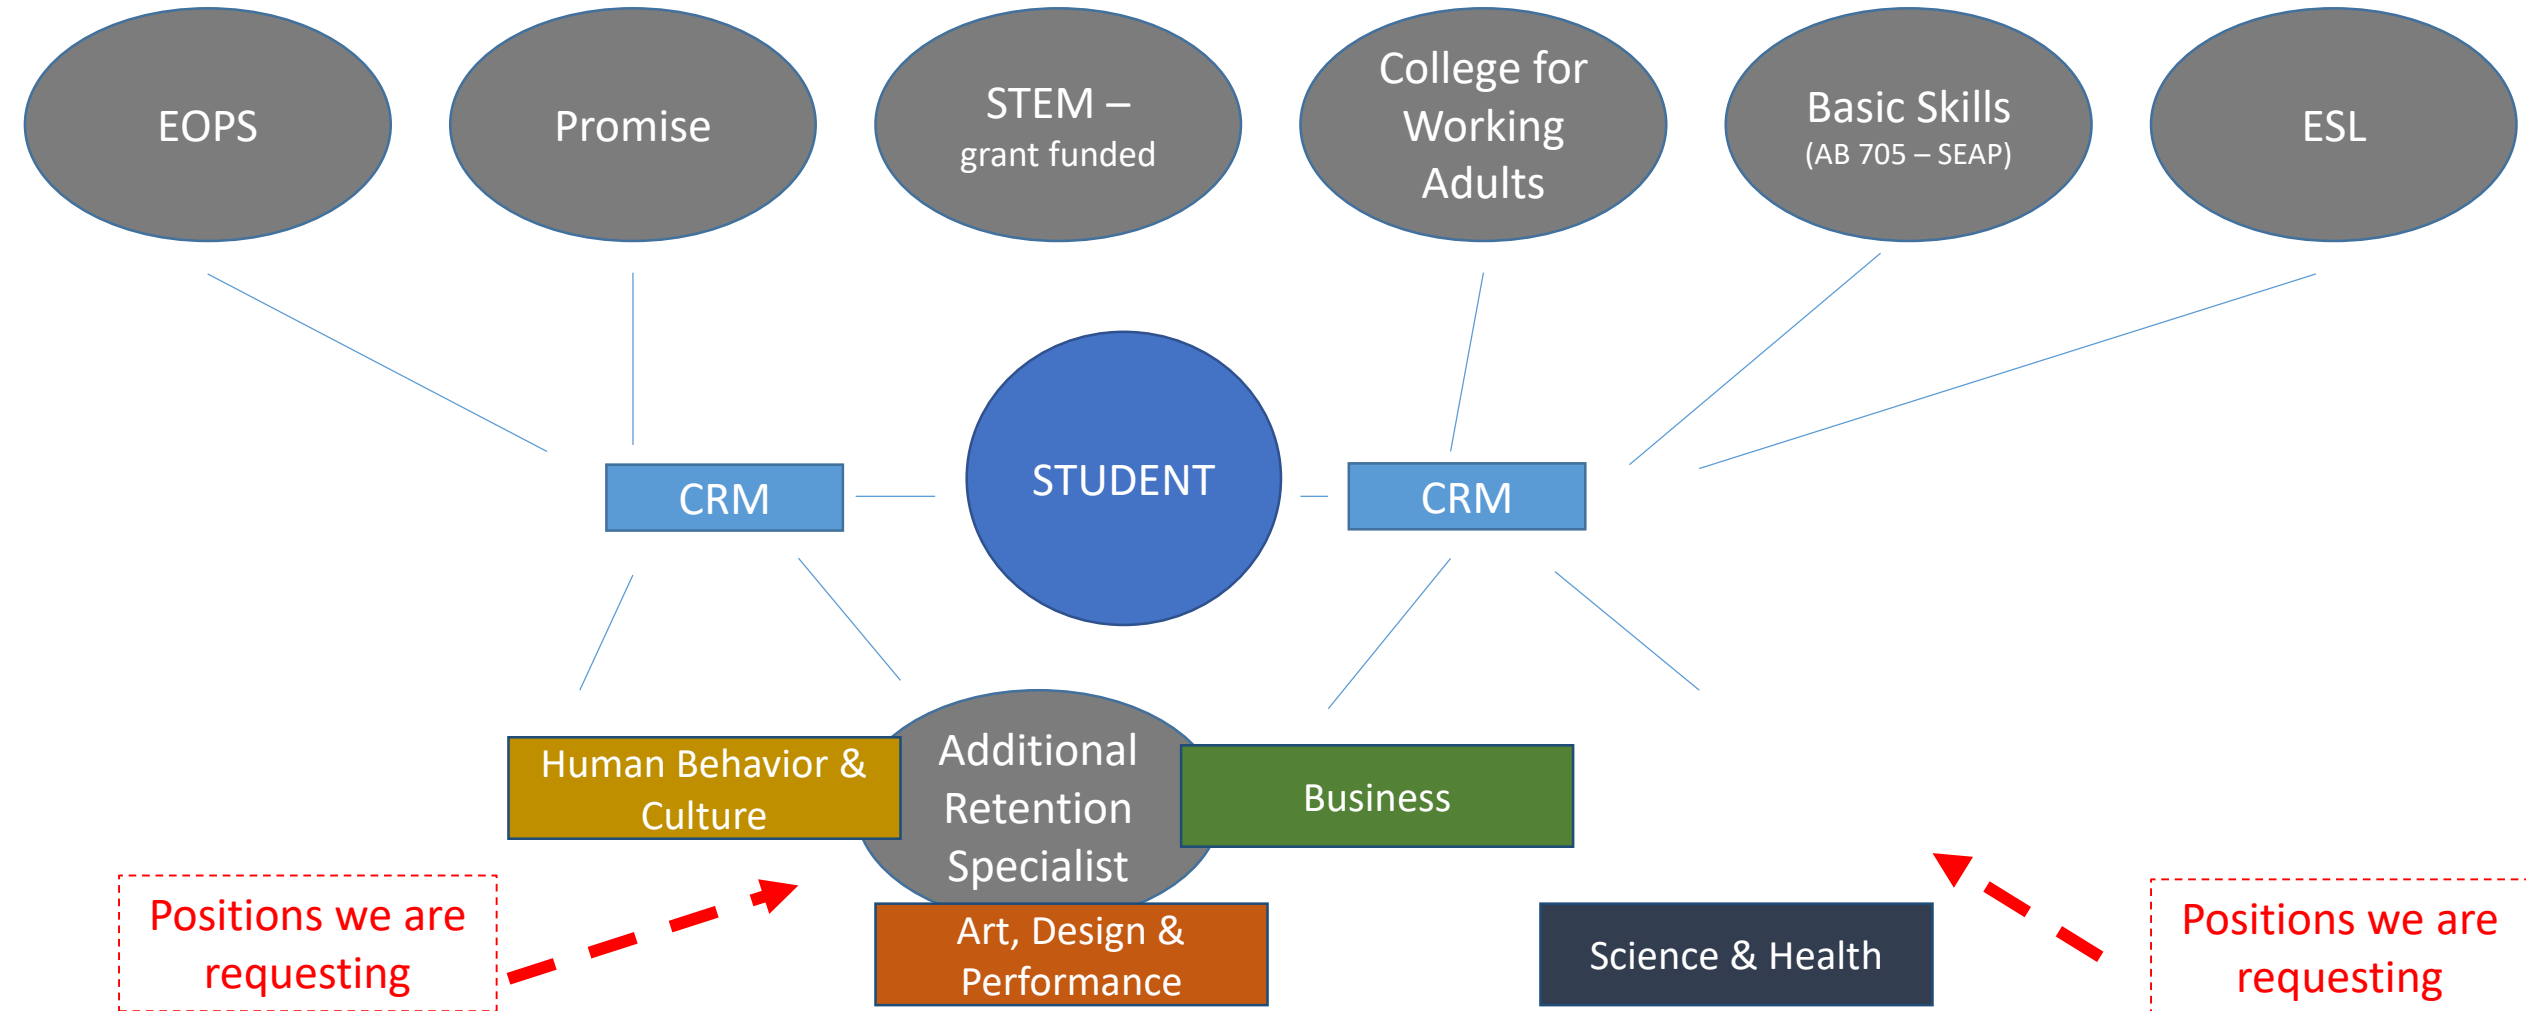 EOPS
Promise
STEM –
grant funded
College for
Working
Adults
Basic Skills
(AB 705 – SEAP)
ESL
CRM
STUDENT
CRM
Human Behavior &
Culture
Additional
Retention
Specialist
Business
Positions we are
requesting
Art, Design &
Performance
Science & Health
Positions we are
requesting